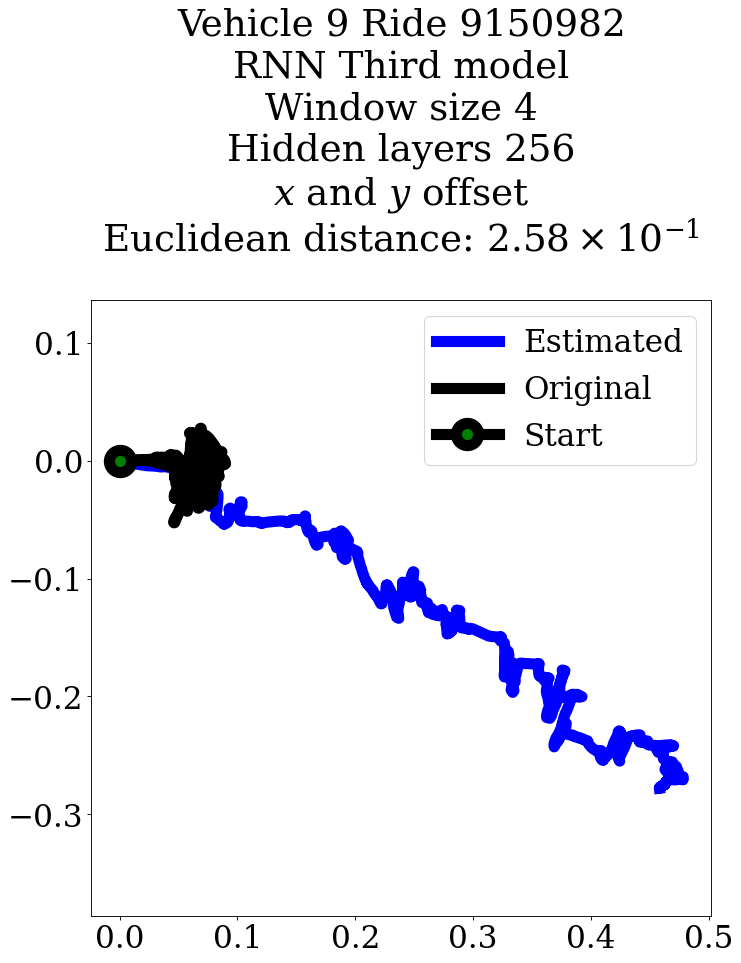 Vehicle 9 Ride 9150982
RNN Third model
Window size 4
Hidden layers 256
x and y offset
Euclidean distance: 2.58 × 10⁻¹
Estimated
Original
Start
0.1
0.0
−0.1
−0.2
−0.3
0.0 0.1 0.2 0.3 0.4 0.5